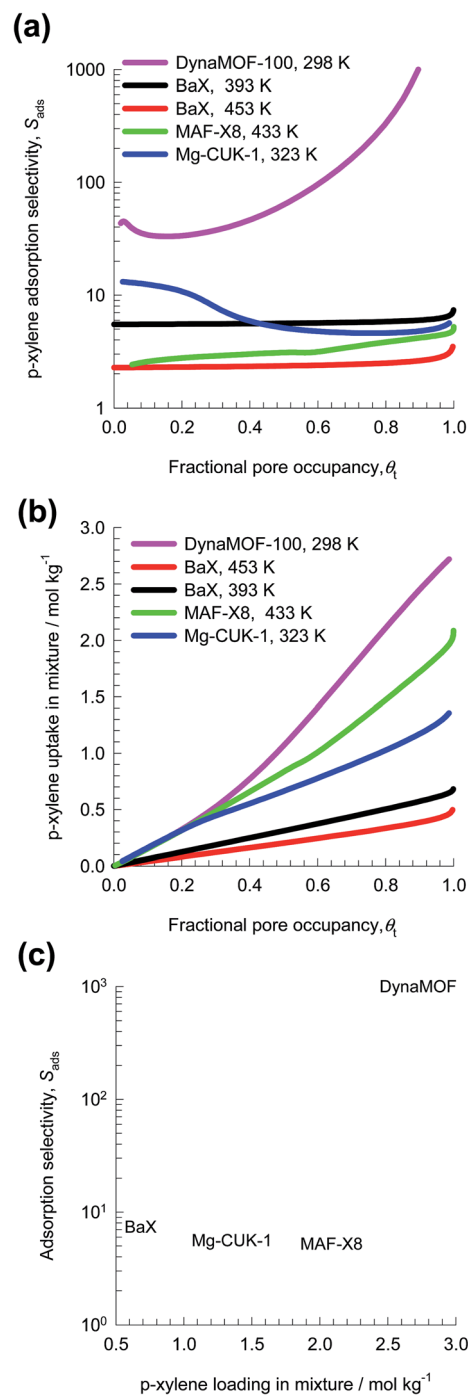 (a)
DynaMOF-100, 298 K
BaX, 393 K
BaX, 453 K
MAF-X8, 433 K
Mg-CUK-1, 323 K
p-xylene adsorption selectivity, Sads
1000
100
10
1
0.0 0.2 0.4 0.6 0.8 1.0
Fractional pore occupancy,θt
(b)
DynaMOF-100, 298 K
BaX, 453 K
BaX, 393 K
MAF-X8, 433 K
Mg-CUK-1, 323 K
p-xylene uptake in mixture / mol kg-1
3.0
2.5
2.0
1.5
1.0
0.5
0.0
0.0 0.2 0.4 0.6 0.8 1.0
Fractional pore occupancy,θt
(c)
Adsorption selectivity, Sads
10³
10²
10¹
10⁰
DynaMOF
BaX
Mg-CUK-1
MAF-X8
0.5 1.0 1.5 2.0 2.5 3.0
p-xylene loading in mixture / mol kg-1